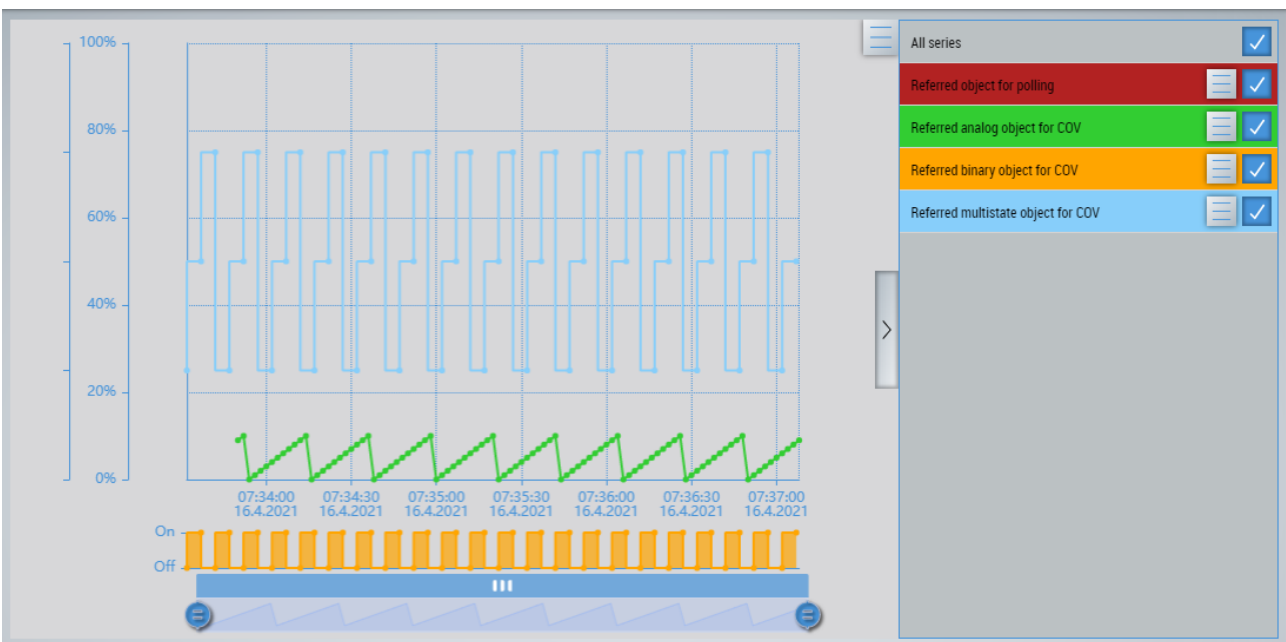 100%
80%
60%
40%
20%
0%
07:34:00 07:34:30 07:35:00 07:35:30 07:36:00 07:36:30 07:37:00
16.4.2021 16.4.2021 16.4.2021 16.4.2021 16.4.2021 16.4.2021 16.4.2021
On
Off
All series
Referred object for polling
Referred analog object for COV
Referred binary object for COV
Referred multistate object for COV